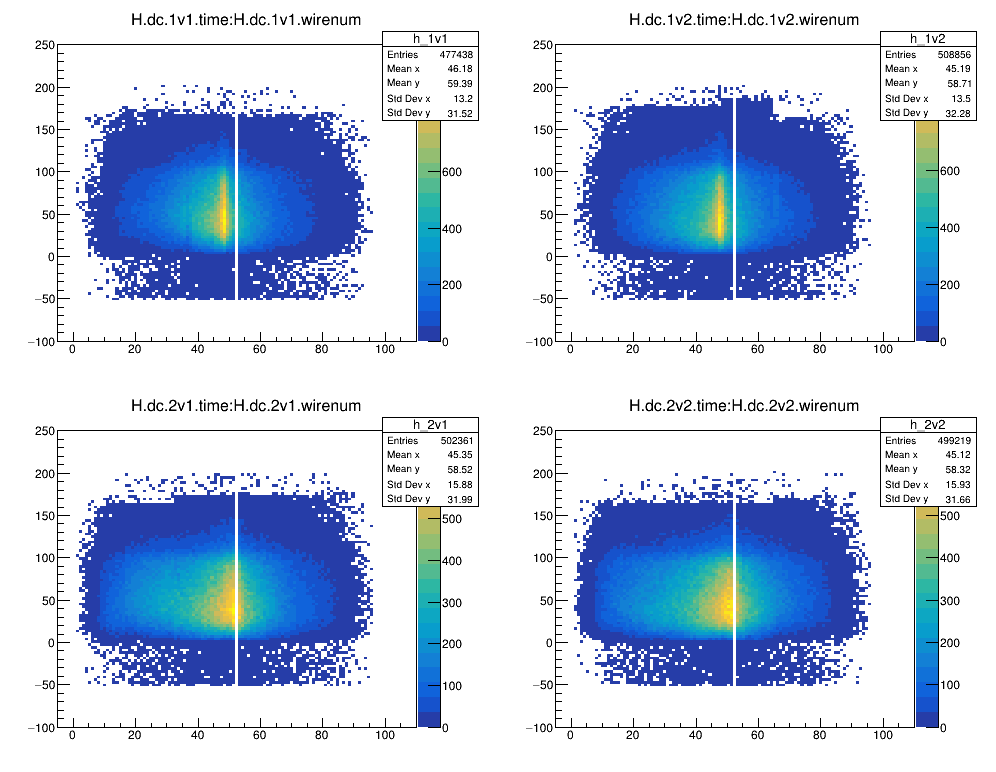 H.dc.1v1.time:H.dc.1v1.wirenum
h_1v1
Entries 477438
Mean x 46.18
Mean y 59.39
Std Dev x 13.2
Std Dev y 31.52
250
200
150
100
50
0
−50
−100
0 20 40 60 80 100
600
400
200
0
H.dc.1v2.time:H.dc.1v2.wirenum
h_1v2
Entries 508856
Mean x 45.19
Mean y 58.71
Std Dev x 13.5
Std Dev y 32.28
250
200
150
100
50
0
−50
−100
0 20 40 60 80 100
600
400
200
0
H.dc.2v1.time:H.dc.2v1.wirenum
h_2v1
Entries 502361
Mean x 45.35
Mean y 58.52
Std Dev x 15.88
Std Dev y 31.99
250
200
150
100
50
0
−50
−100
0 20 40 60 80 100
500
400
300
200
100
0
H.dc.2v2.time:H.dc.2v2.wirenum
h_2v2
Entries 499219
Mean x 45.12
Mean y 58.32
Std Dev x 15.93
Std Dev y 31.66
250
200
150
100
50
0
−50
−100
0 20 40 60 80 100
500
400
300
200
100
0